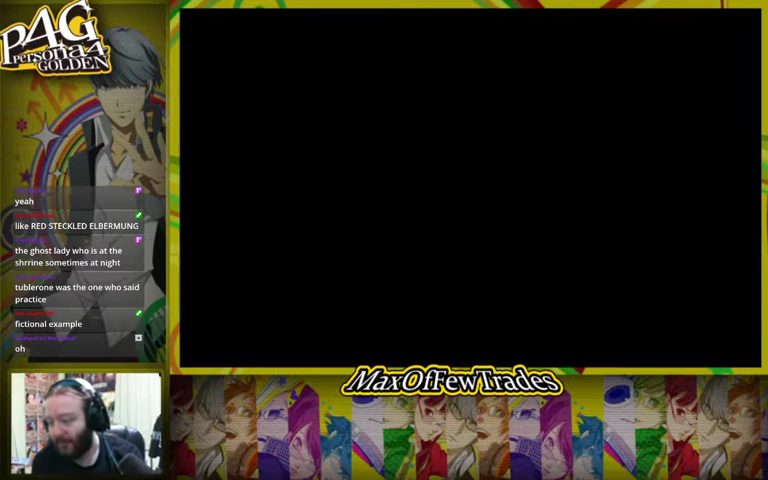 P4G
Persona4
GOLDEN
yeah
like RED STECKLED ELBERMUNG
the ghost lady who is at the
shrrine sometimes at night
tublerone was the one who said
practice
fictional example
oh
MaxOfFewTrades